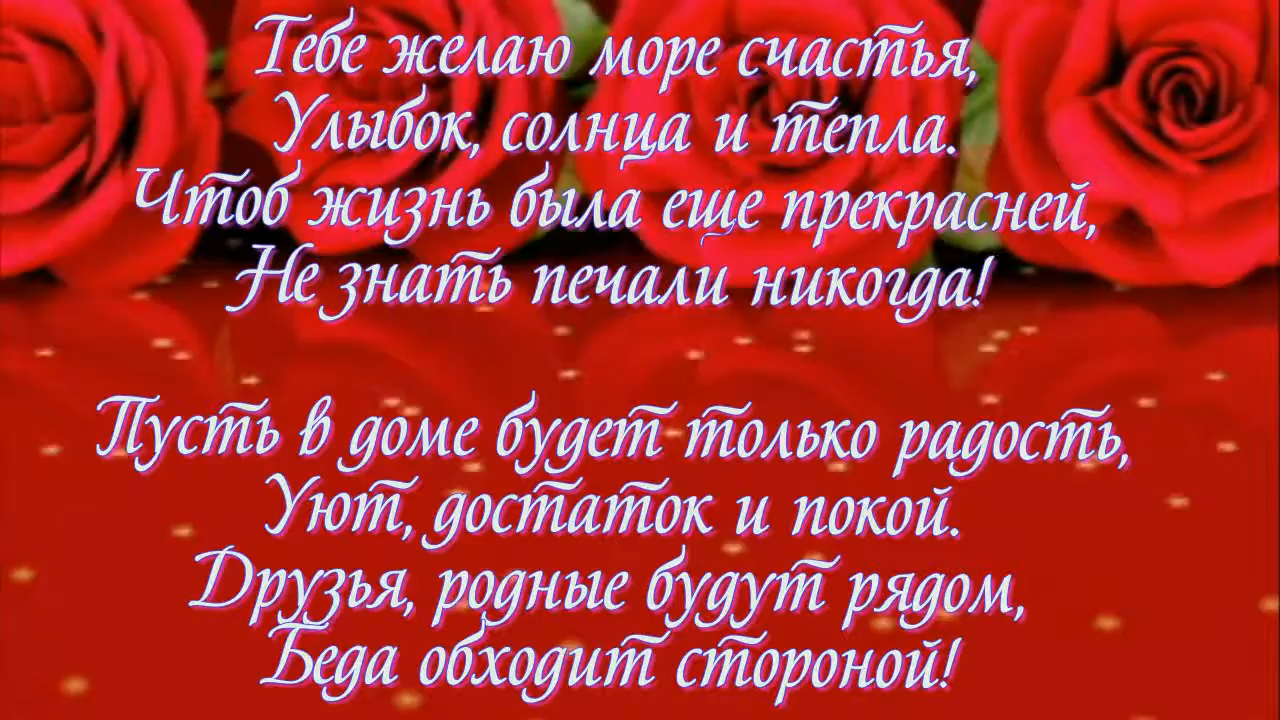 Тебе желаю море счастья,
Улыбок, солнца и тепла.
Чтоб жизнь была еще прекрасней,
Не знать печали никогда!
Пусть в доме будет только радость,
Уют, достаток и покой.
Друзья, родные будут рядом,
Беда обходит стороной!